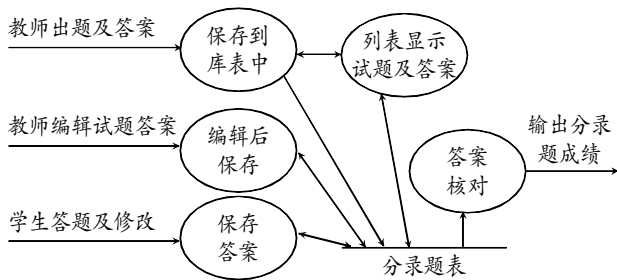 教师出题及答案
保存到
库表中
列表显示
试题及答案
教师编辑试题答案
编辑后
保存
答案
核对
输出分录
题成绩
学生答题及修改
保存
答案
分录题表